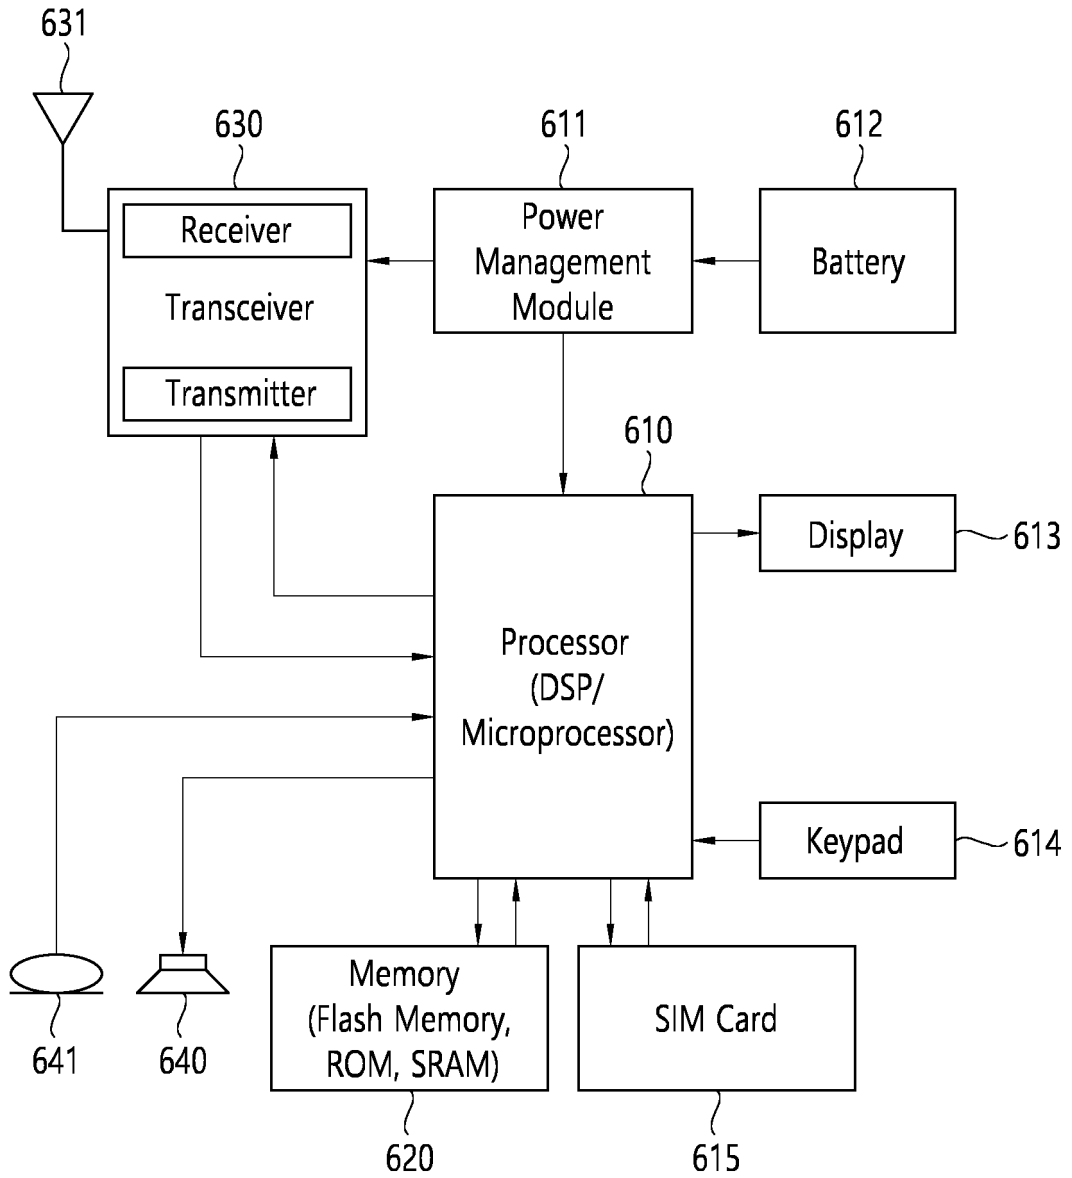 631
630
611
612
Receiver
Transceiver
Transmitter
Power
Management
Module
Battery
610
Display
613
Processor
(DSP/
Microprocessor)
Keypad
614
641
640
Memory
(Flash Memory,
ROM, SRAM)
SIM Card
620
615